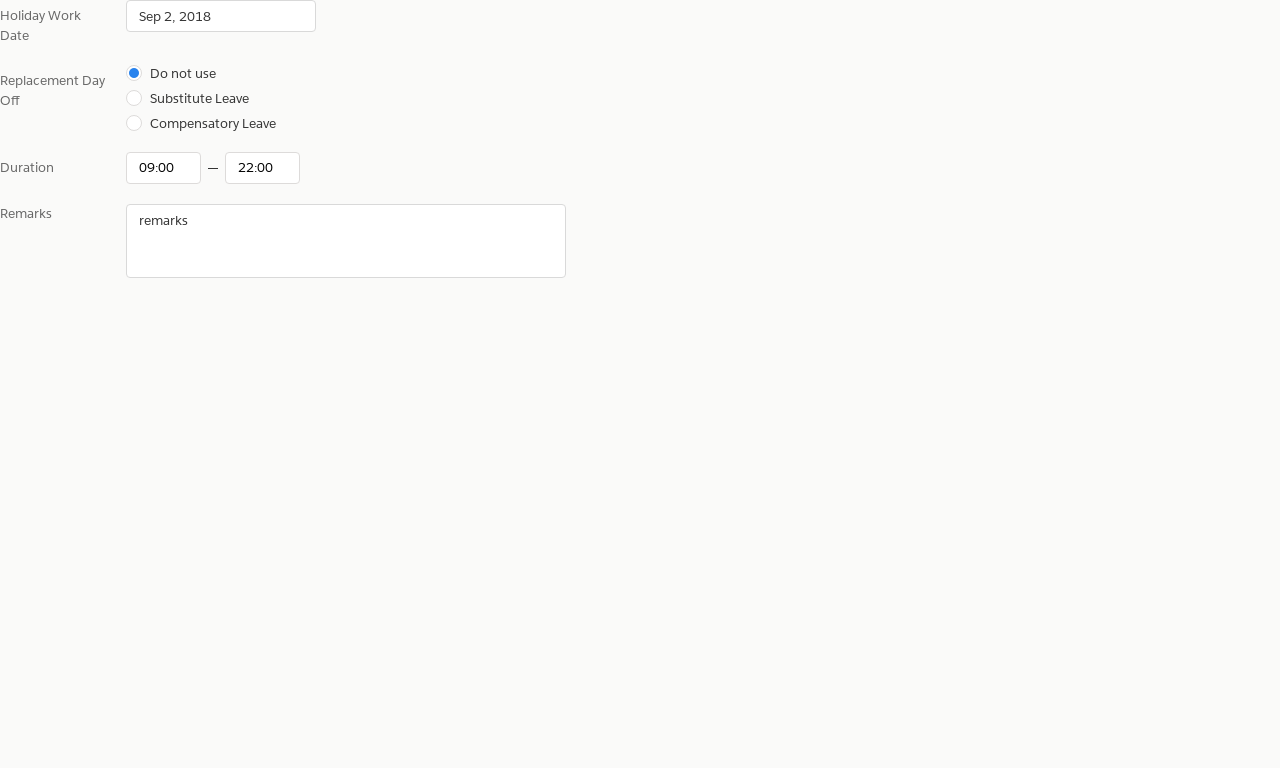 Holiday Work
Date
Sep 2, 2018
Replacement Day
Off
Do not use
Substitute Leave
Compensatory Leave
Duration
09:00 — 22:00
Remarks
remarks